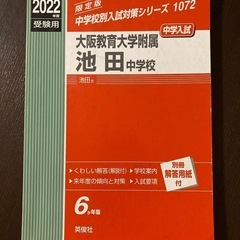 2022
年度
受験用
限定版
中学校別入試対策シリーズ 1072
中学入試
大阪教育大学附属
池田中学校
くわしい解答(解説付)
学校案内
来年度の傾向と対策
入試要項
別冊
解答用紙
付
6ヵ年版
英俊社